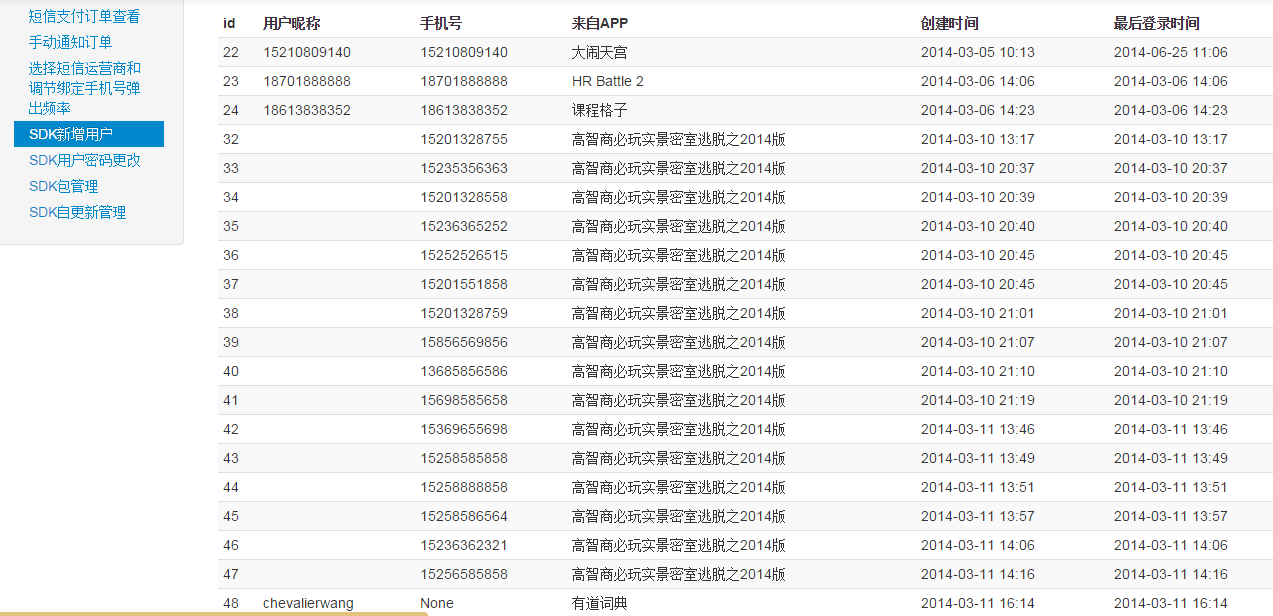 短信支付订单查看
手动通知订单
选择短信运营商和
调节绑定手机号弹
出频率
SDK新增用户
SDK用户密码更改
SDK包管理
SDK自更新管理
id 用户昵称 手机号 来自APP 创建时间 最后登录时间
22 15210809140 15210809140 大闹天宫 2014-03-05 10:13 2014-06-25 11:06
23 18701888888 18701888888 HR Battle 2 2014-03-06 14:06 2014-03-06 14:06
24 18613838352 18613838352 课程格子 2014-03-06 14:23 2014-03-06 14:23
32 15201328755 高智商必玩实景密室逃脱之2014版 2014-03-10 13:17 2014-03-10 13:17
33 15235356363 高智商必玩实景密室逃脱之2014版 2014-03-10 20:37 2014-03-10 20:37
34 15201328558 高智商必玩实景密室逃脱之2014版 2014-03-10 20:39 2014-03-10 20:39
35 15236365252 高智商必玩实景密室逃脱之2014版 2014-03-10 20:40 2014-03-10 20:40
36 15252526515 高智商必玩实景密室逃脱之2014版 2014-03-10 20:45 2014-03-10 20:45
37 15201551858 高智商必玩实景密室逃脱之2014版 2014-03-10 20:45 2014-03-10 20:45
38 15201328759 高智商必玩实景密室逃脱之2014版 2014-03-10 21:01 2014-03-10 21:01
39 15856569856 高智商必玩实景密室逃脱之2014版 2014-03-10 21:07 2014-03-10 21:07
40 13685856586 高智商必玩实景密室逃脱之2014版 2014-03-10 21:10 2014-03-10 21:10
41 15698585658 高智商必玩实景密室逃脱之2014版 2014-03-10 21:19 2014-03-10 21:19
42 15369655698 高智商必玩实景密室逃脱之2014版 2014-03-11 13:46 2014-03-11 13:46
43 15258585858 高智商必玩实景密室逃脱之2014版 2014-03-11 13:49 2014-03-11 13:49
44 15258888858 高智商必玩实景密室逃脱之2014版 2014-03-11 13:51 2014-03-11 13:51
45 15258586564 高智商必玩实景密室逃脱之2014版 2014-03-11 13:57 2014-03-11 13:57
46 15236362321 高智商必玩实景密室逃脱之2014版 2014-03-11 14:06 2014-03-11 14:06
47 15256585858 高智商必玩实景密室逃脱之2014版 2014-03-11 14:16 2014-03-11 14:16
48 chevalierwang None 有道词典 2014-03-11 16:14 2014-03-11 16:14